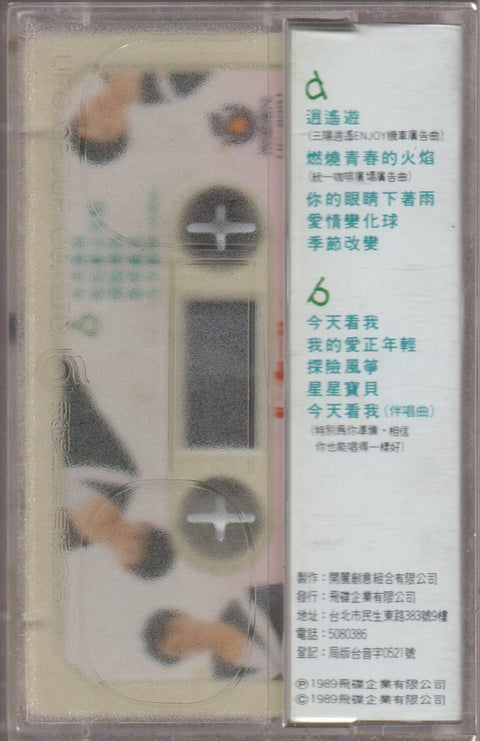 a
逍遙遊
(三陽逍遙ENJOY機車廣告曲)
燃燒青春的火焰
(統一咖啡廣場廣告曲)
你的眼睛下著雨
愛情變化球
季節改變
b
今天看我
我的愛正年輕
探險風箏
星星寶貝
今天看我(伴唱曲)
(特別為你準備，相信
你也能唱得一樣好)
製作：開麗創意組合有限公司
發行：飛碟企業有限公司
地址：台北市民生東路383號9樓
電話：5080386
登記：局版台音字0521號
Ⓟ1989飛碟企業有限公司
©1989飛碟企業有限公司